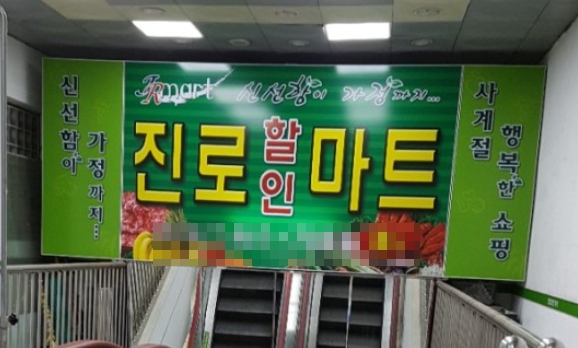 신선함이
가정까지...
JRmart 신선함이 가정까지...
진로할인마트
사계절
행복한 쇼핑